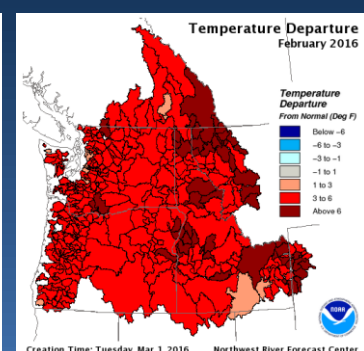 Temperature Departure
February 2016
Temperature
Departure
From Normal (Deg F)
Below -6
-6 to -3
-3 to -1
-1 to 1
1 to 3
3 to 6
Above 6
NOAA
Creation Time: Tuesday, Mar 1, 2016 Northwest River Forecast Center